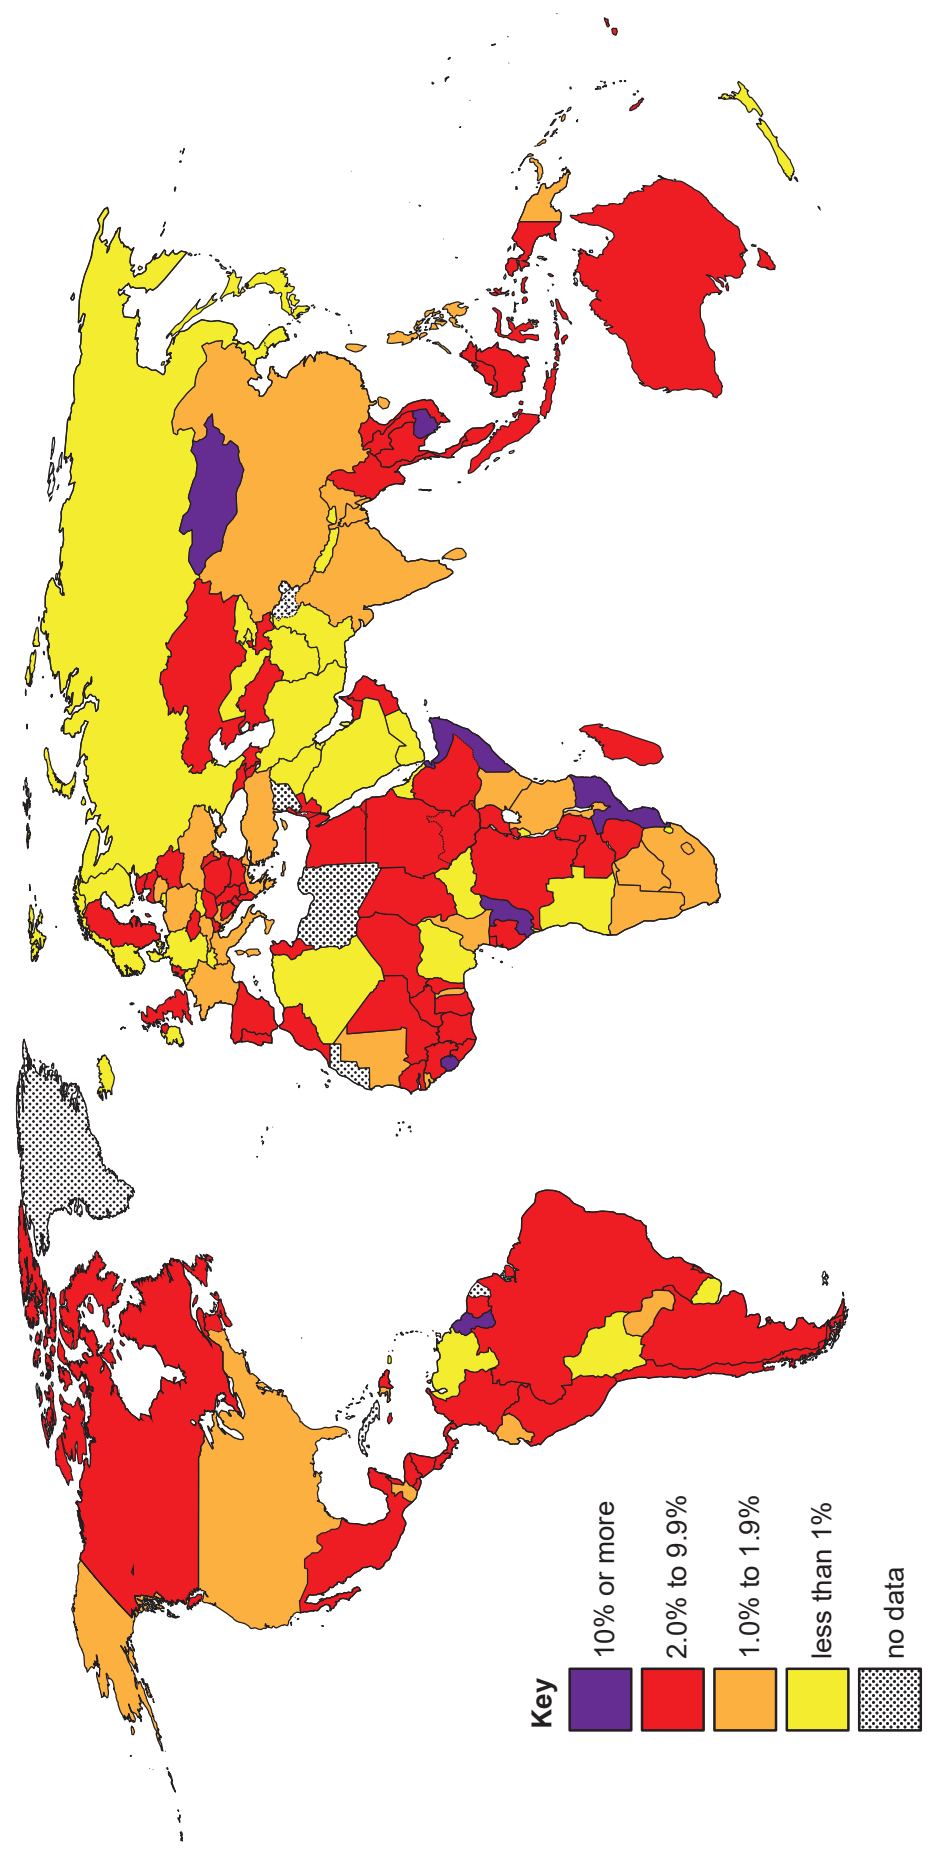 Key
10% or more
2.0% to 9.9%
1.0% to 1.9%
less than 1%
no data